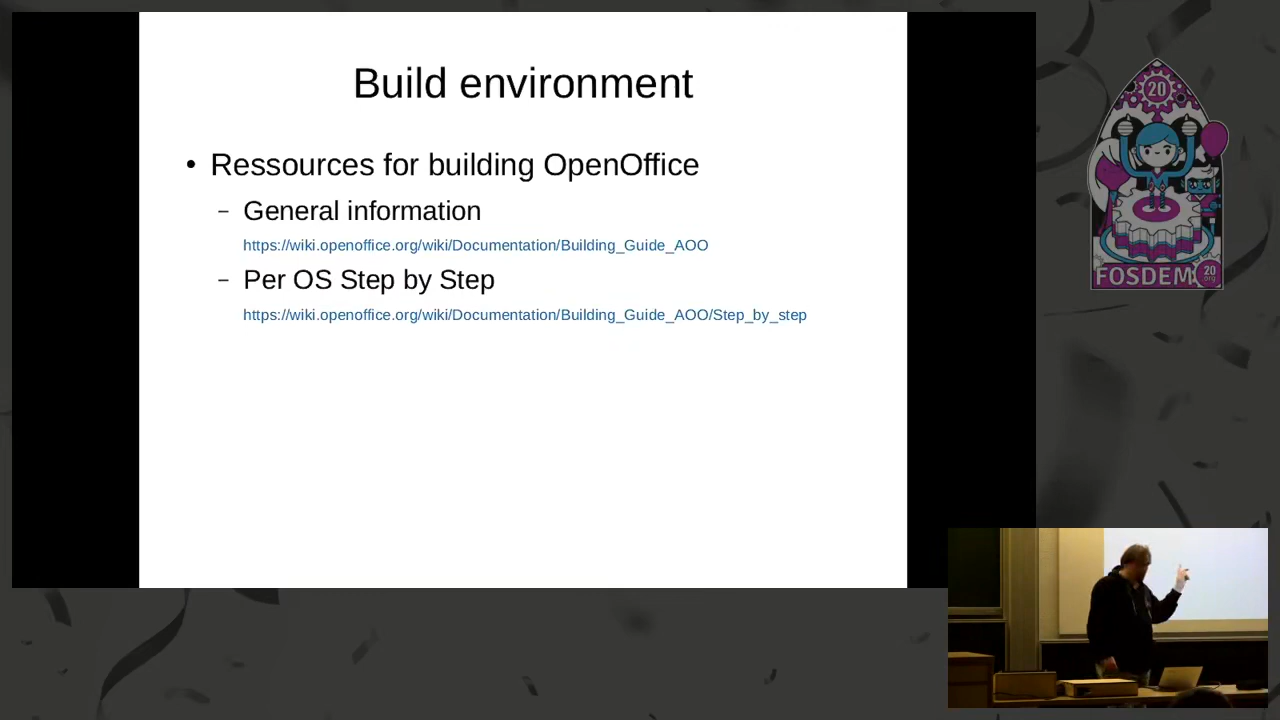 Build environment
• Ressources for building OpenOffice
– General information
https://wiki.openoffice.org/wiki/Documentation/Building_Guide_AOO
– Per OS Step by Step
https://wiki.openoffice.org/wiki/Documentation/Building_Guide_AOO/Step_by_step
20
FOSDEM
20
org